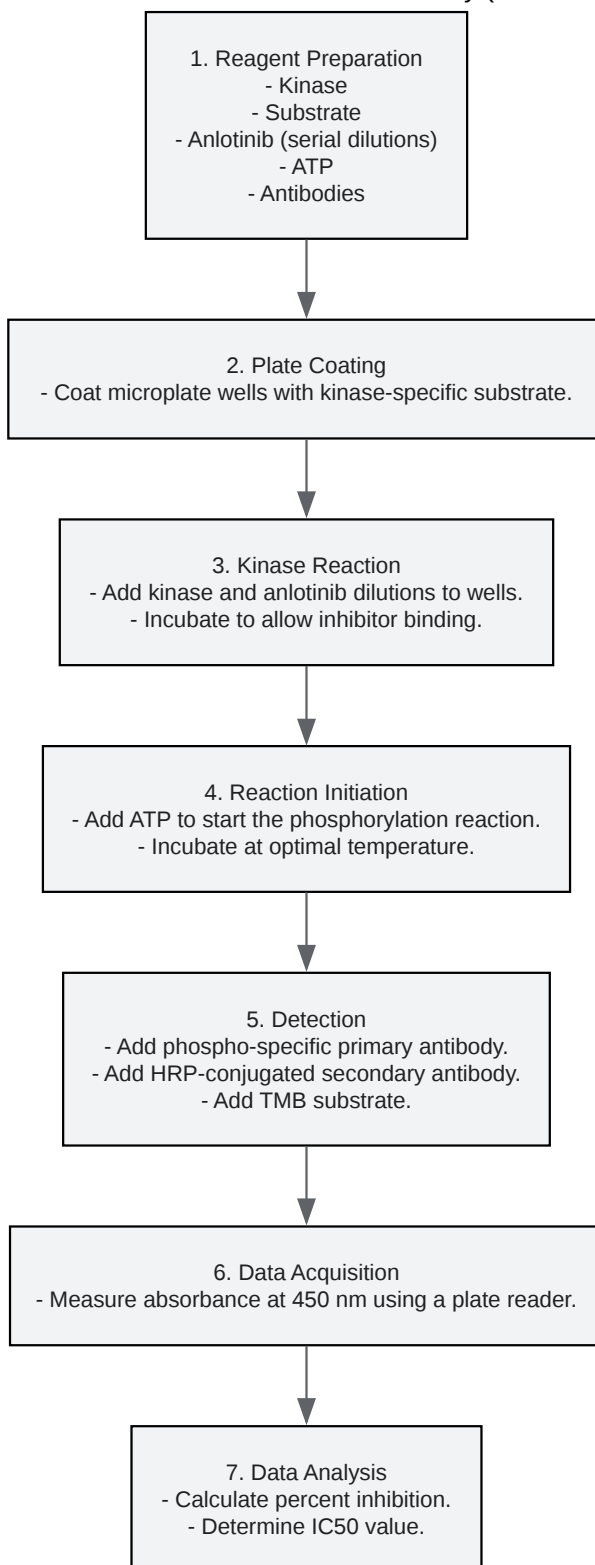 1. Reagent Preparation
- Kinase
- Substrate
- Anlotinib (serial dilutions)
- ATP
- Antibodies
2. Plate Coating
- Coat microplate wells with kinase-specific substrate.
3. Kinase Reaction
- Add kinase and anlotinib dilutions to wells.
- Incubate to allow inhibitor binding.
4. Reaction Initiation
- Add ATP to start the phosphorylation reaction.
- Incubate at optimal temperature.
5. Detection
- Add phospho-specific primary antibody.
- Add HRP-conjugated secondary antibody.
- Add TMB substrate.
6. Data Acquisition
- Measure absorbance at 450 nm using a plate reader.
7. Data Analysis
- Calculate percent inhibition.
- Determine IC50 value.